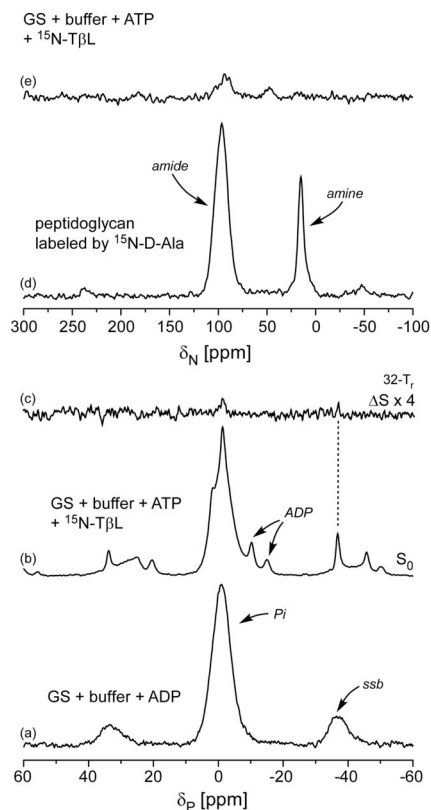 GS + buffer + ATP
+ ¹⁵N-TβL
(e)
amide
amine
peptidoglycan
labeled by ¹⁵N-D-Ala
(d)
300 250 200 150 100 50 0 -50 -100
δN [ppm]
32-Tr
(c)
ΔS x 4
GS + buffer + ATP
+ ¹⁵N-TβL
ADP
(b)
S₀
Pi
GS + buffer + ADP
ssb
(a)
60 40 20 0 -20 -40 -60
δP [ppm]